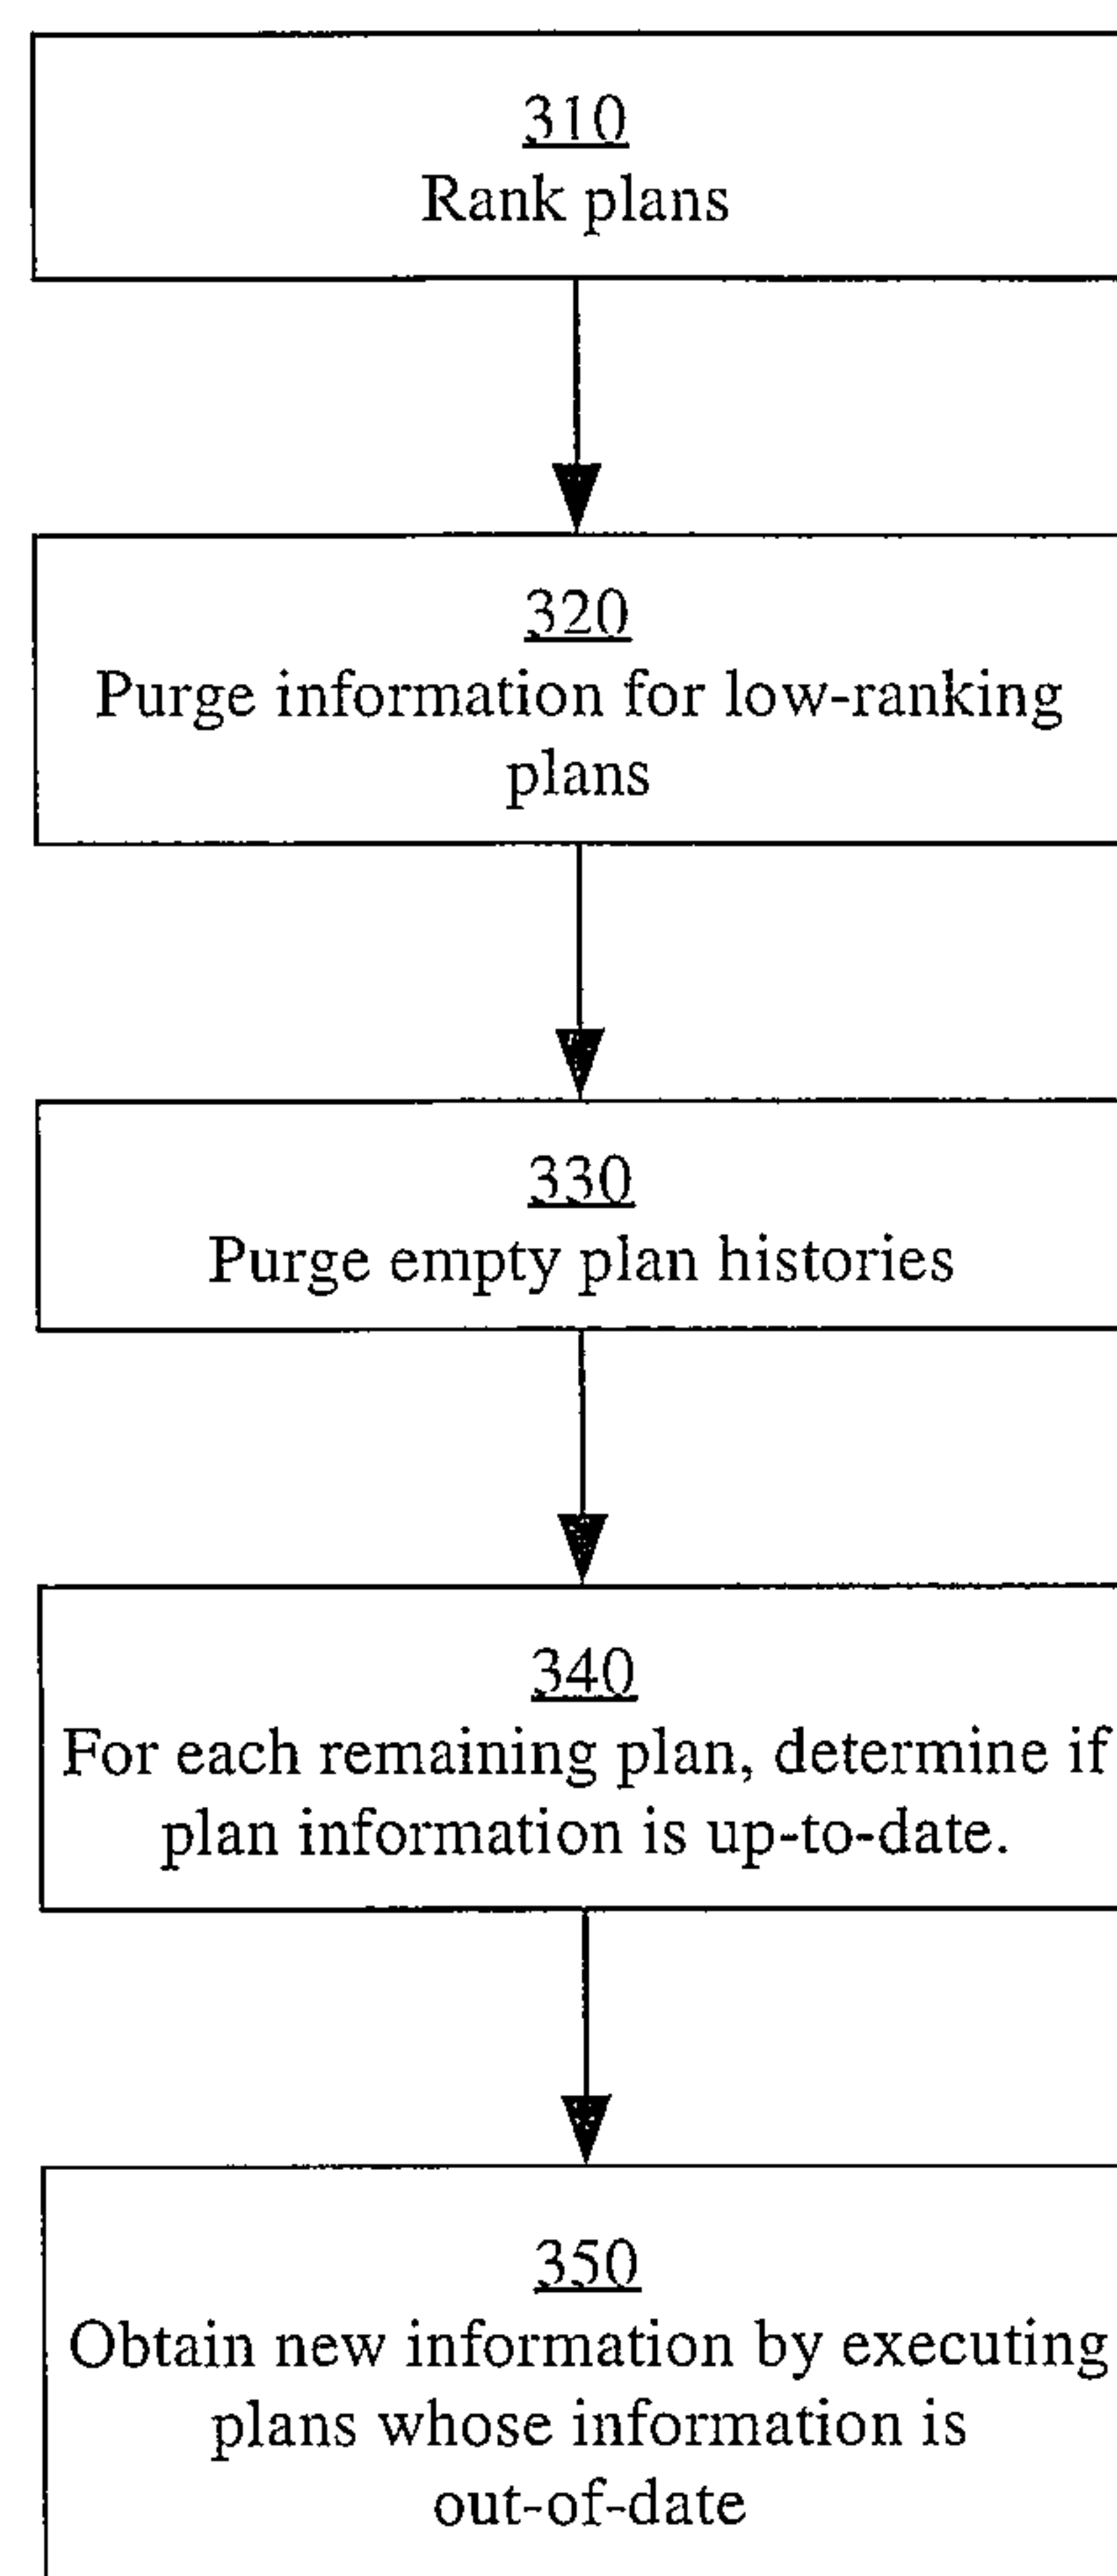 310
Rank plans
320
Purge information for low-ranking
plans
330
Purge empty plan histories
340
For each remaining plan, determine if
plan information is up-to-date.
350
Obtain new information by executing
plans whose information is
out-of-date